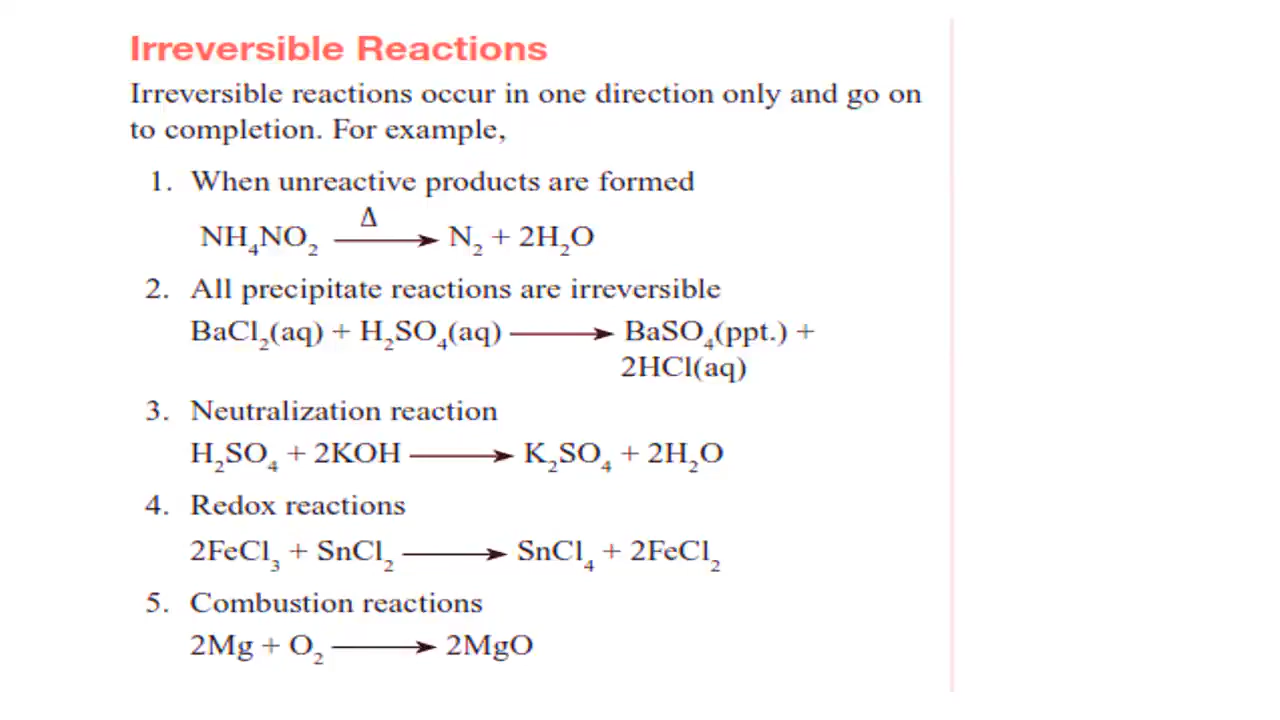 Irreversible Reactions
Irreversible reactions occur in one direction only and go on
to completion. For example,
1. When unreactive products are formed
NH₄NO₂ —Δ→ N₂ + 2H₂O
2. All precipitate reactions are irreversible
BaCl₂(aq) + H₂SO₄(aq) ⟶ BaSO₄(ppt.) +
2HCl(aq)
3. Neutralization reaction
H₂SO₄ + 2KOH ⟶ K₂SO₄ + 2H₂O
4. Redox reactions
2FeCl₃ + SnCl₂ ⟶ SnCl₄ + 2FeCl₂
5. Combustion reactions
2Mg + O₂ ⟶ 2MgO